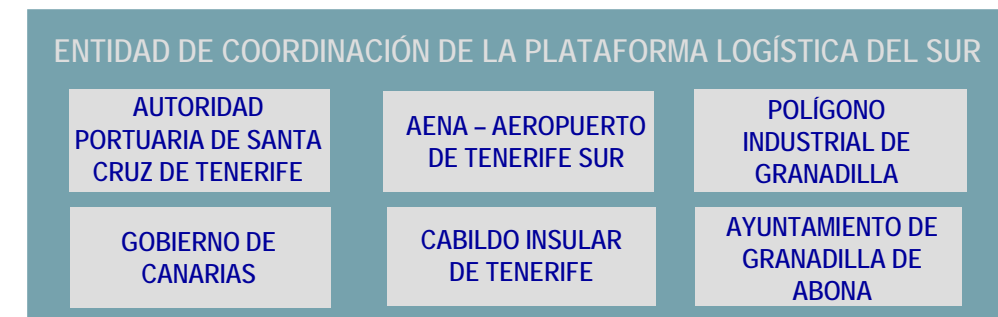 ENTIDAD DE COORDINACIÓN DE LA PLATAFORMA LOGÍSTICA DEL SUR
AUTORIDAD
PORTUARIA DE SANTA
CRUZ DE TENERIFE
AENA – AEROPUERTO
DE TENERIFE SUR
POLÍGONO
INDUSTRIAL DE
GRANADILLA
GOBIERNO DE
CANARIAS
CABILDO INSULAR
DE TENERIFE
AYUNTAMIENTO DE
GRANADILLA DE
ABONA